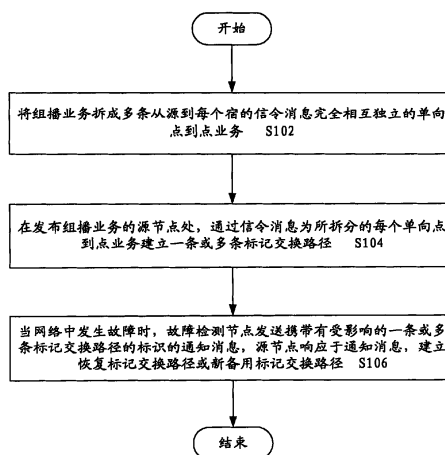 开始
将组播业务拆成多条从源到每个宿的信令消息完全相互独立的单向
点到点业务 S102
在发布组播业务的源节点处，通过信令消息为所拆分的每个单向点
到点业务建立一条或多条标记交换路径 S104
当网络中发生故障时，故障检测节点发送携带有受影响的一条或多
条标记交换路径的标识的通知消息，源节点响应于通知消息，建立
恢复标记交换路径或新备用标记交换路径 S106
结束